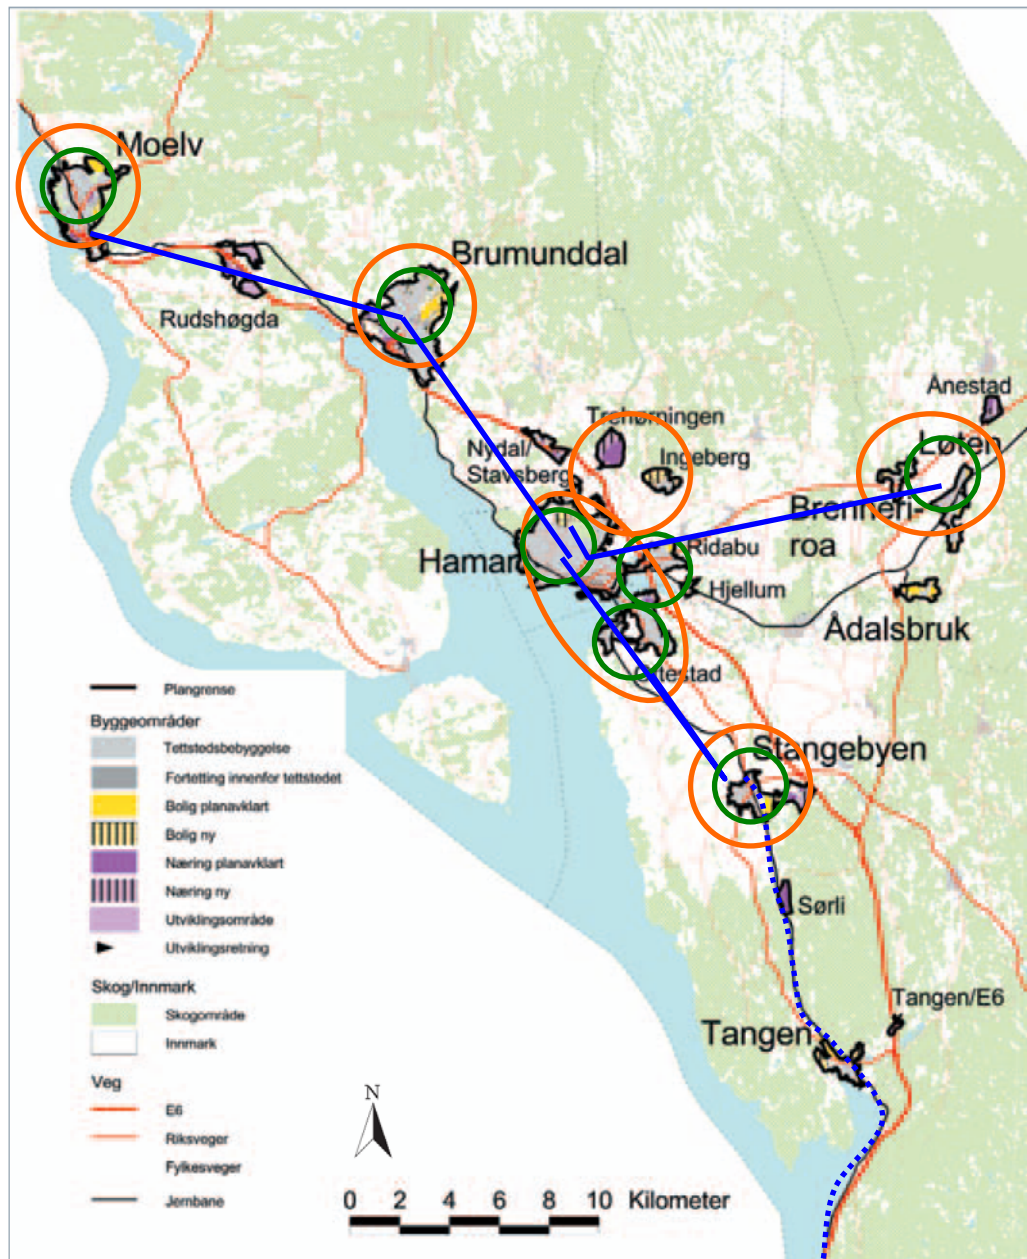 Moelv
Brumunddal
Rudshøgda
Ånestad
Trehørningen
Løten
Nydal/
Stavsberg
Ingeberg
Brenneri-
roa
Hamar
Ridabu
Hjellum
Ådalsbruk
Ottestad
Stangebyen
Sørli
Tangen/E6
Tangen
Plangrense
Byggeområder
Tettstedsbebyggelse
Fortetting innenfor tettstedet
Bolig planavklart
Bolig ny
Næring planavklart
Næring ny
Utviklingsområde
Utviklingsretning
Skog/Innmark
Skogområde
Innmark
Veg
E6
Riksveger
Fylkesveger
Jernbane
N
0 2 4 6 8 10 Kilometer